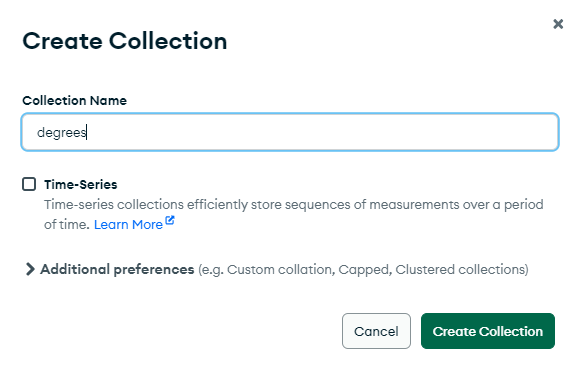 Create Collection
Collection Name
degrees
Time-Series
Time-series collections efficiently store sequences of measurements over a period
of time. Learn More
Additional preferences (e.g. Custom collation, Capped, Clustered collections)
Cancel
Create Collection